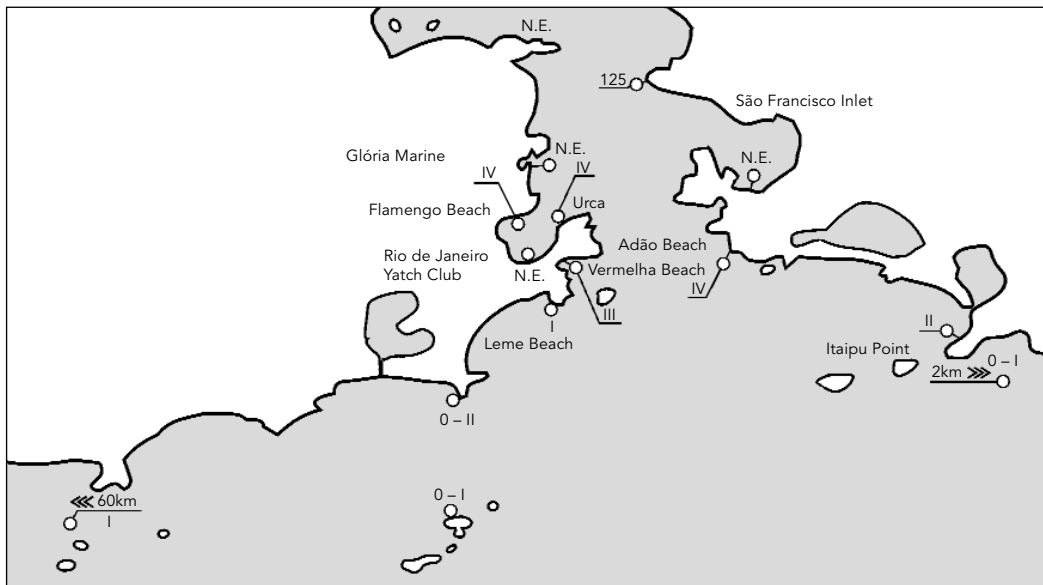 N.E.
125
São Francisco Inlet
N.E.
Glória Marine
N.E.
IV
IV
Flamengo Beach
Urca
Adão Beach
Rio de Janeiro
Yatch Club
N.E.
Vermelha Beach
IV
III
I
II
Leme Beach
Itaipu Point
0 – I
2km
0 – II
60km
I
0 – I